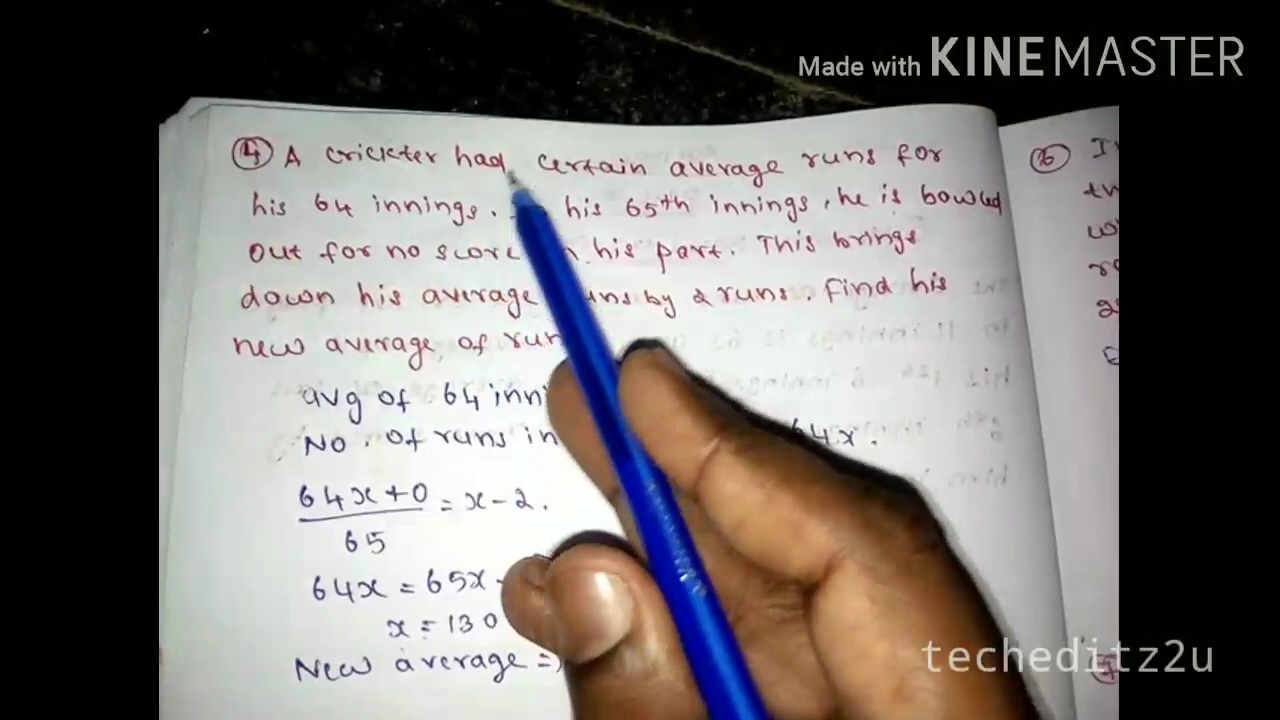 Made with KINEMASTER
④ A crickter had certain average runs for
his 64 innings. his 65th innings, he is bowled
out for no score his part. This brings
down his average by 2 runs. Find his
new average of
avg of 64
No. of runs in 64x.
64x+0
= x-2.
65
64x = 65x
x = 130
New average =>
⑥
techeditz2u